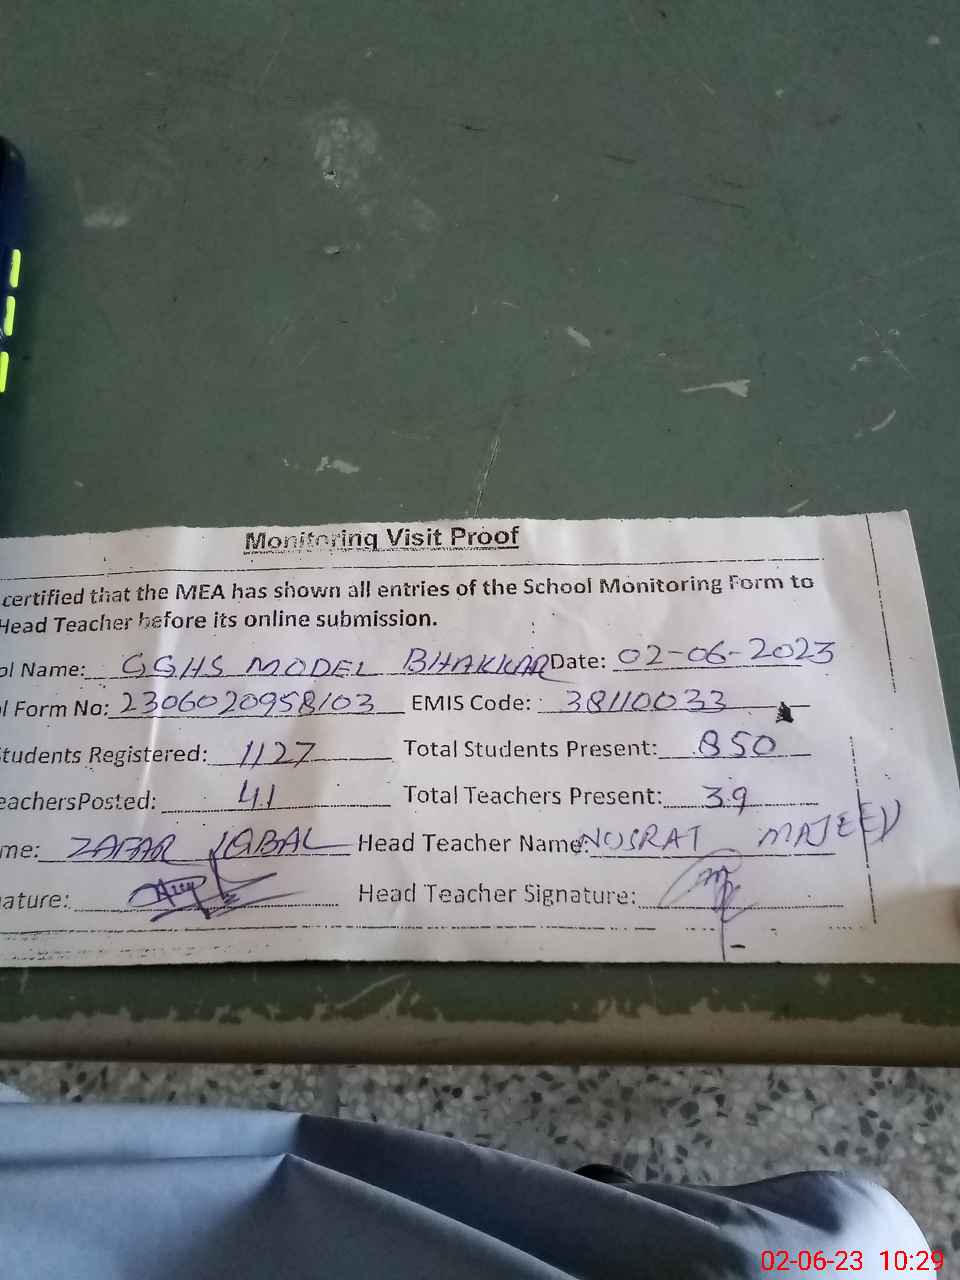 Monitoring Visit Proof
certified that the MEA has shown all entries of the School Monitoring Form to
Head Teacher before its online submission.
ol Name: GGHS MODEL BHAKKAR Date: 02-06-2023
l Form No: 2306020958103 EMIS Code: 38110033
tudents Registered: 1127 Total Students Present: 850
eachersPosted: 41 Total Teachers Present: 39
me: ZAFAR IQBAL Head Teacher Name: NUSRAT MAJEED
ature: Head Teacher Signature:
02-06-23 10:29